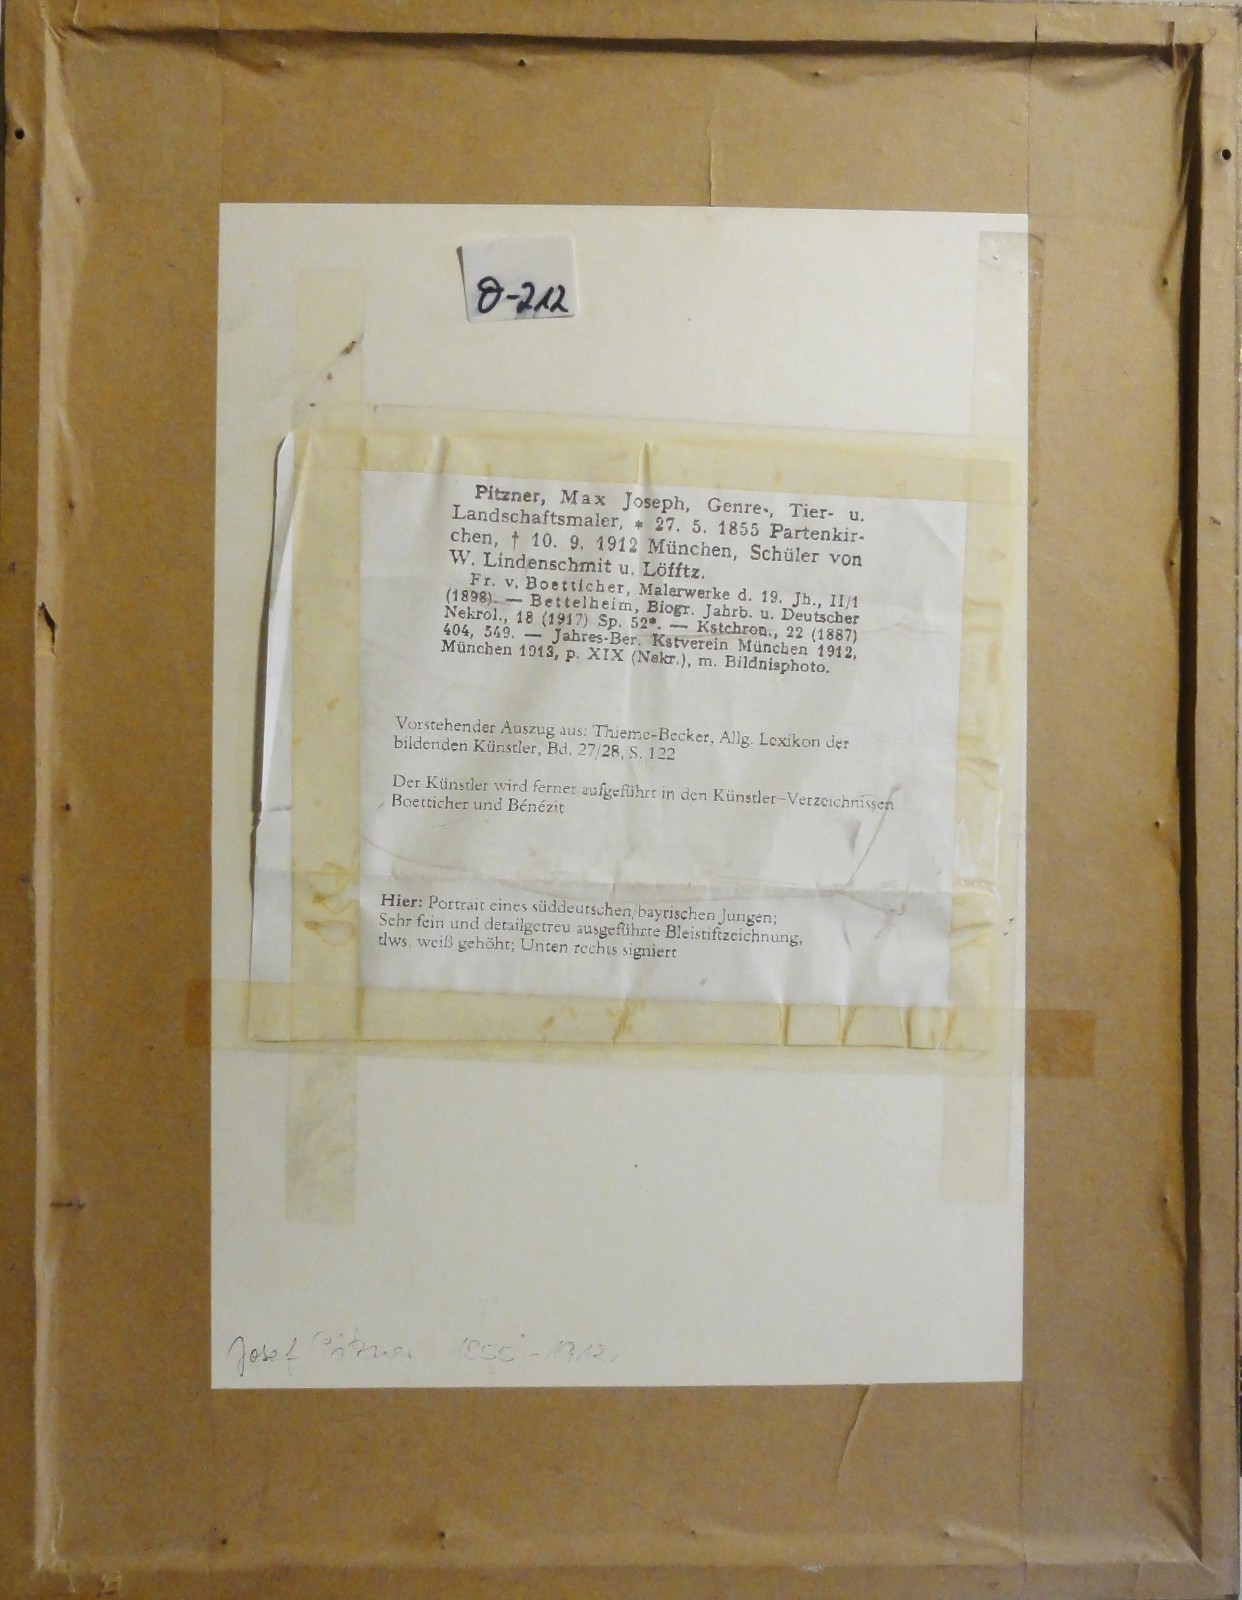 O-212
Pitzner, Max Joseph, Genre-, Tier- u.
Landschaftsmaler, * 27. 5. 1855 Partenkir-
chen, † 10. 9. 1912 München, Schüler von
W. Lindenschmit u. Löfftz.
Fr. v. Boetticher, Malerwerke d. 19. Jh., II/1
(1898). — Bettelheim, Biogr. Jahrb. u. Deutscher
Nekrol., 18 (1917) Sp. 52*. — Kstchron., 22 (1887)
404, 549. — Jahres-Ber. Kstverein München 1912,
München 1913, p. XIX (Nekr.), m. Bildnisphoto.
Vorstehender Auszug aus: Thieme-Becker, Allg. Lexikon der
bildenden Künstler, Bd. 27/28, S. 122
Der Künstler wird ferner aufgeführt in den Künstler-Verzeichnissen
Boetticher und Bénézit
Hier: Portrait eines süddeutschen/bayrischen Jungen;
Sehr fein und detailgetreu ausgeführte Bleistiftzeichnung,
tlws. weiß gehöht; Unten rechts signiert
Josef Pitzner 1855-1912